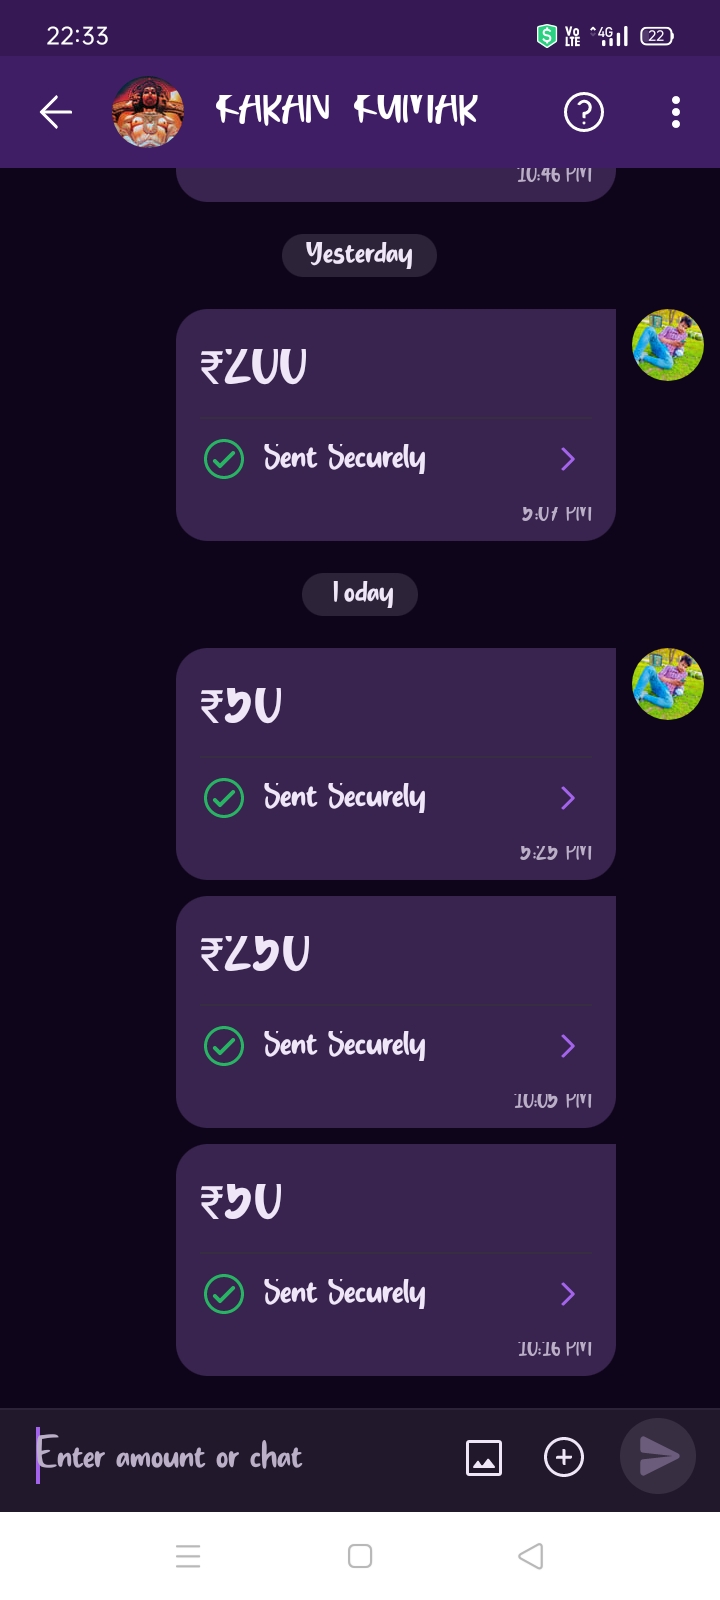 22:33 $ Vo LTE 4G 22
KARAN KUMAR
10:46 PM
Yesterday
₹200
Sent Securely
5:07 PM
Today
₹50
Sent Securely
5:25 PM
₹250
Sent Securely
10:05 PM
₹50
Sent Securely
10:16 PM
Enter amount or chat